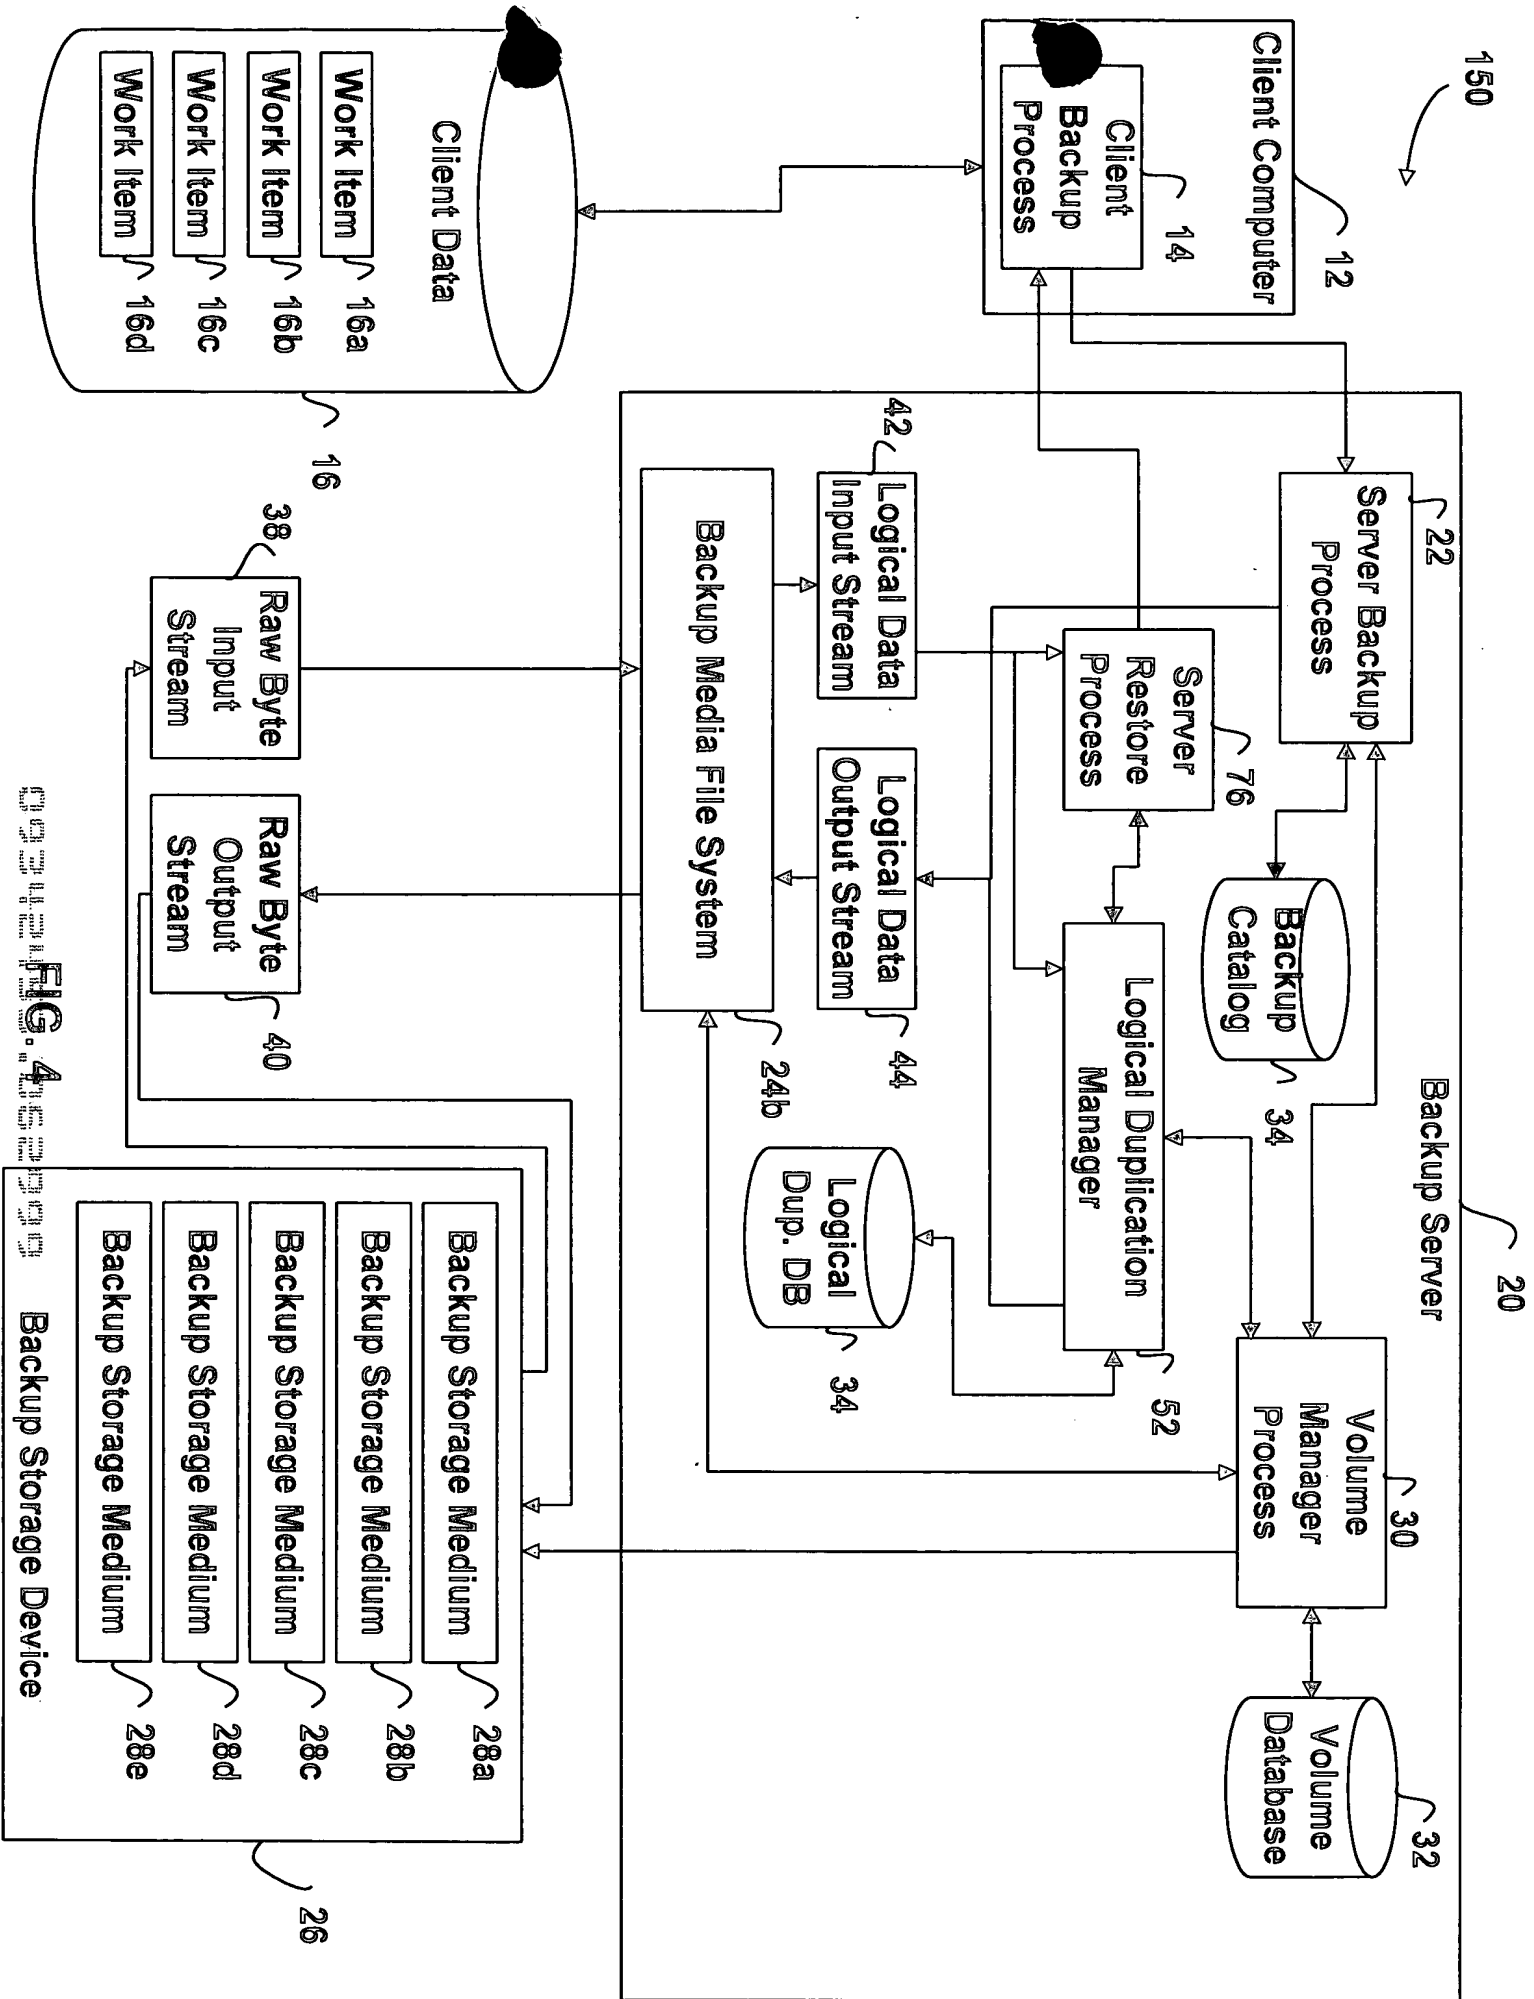 150
Client Computer
12
Client
Backup
Process
14
Client Data
Work Item
16a
Work Item
16b
Work Item
16c
Work Item
16d
16
Backup Server
20
Server Backup
Process
22
Backup
Catalog
34
Volume
Manager
Process
30
Volume
Database
32
Server
Restore
Process
76
Logical Duplication
Manager
52
Logical Data
Input Stream
42
Logical Data
Output Stream
44
Logical
Dup. DB
34
Backup Media File System
24b
Raw Byte
Input
Stream
38
Raw Byte
Output
Stream
40
Backup Storage Medium
28a
Backup Storage Medium
28b
Backup Storage Medium
28c
Backup Storage Medium
28d
Backup Storage Medium
28e
Backup Storage Device
26
FIG. 4